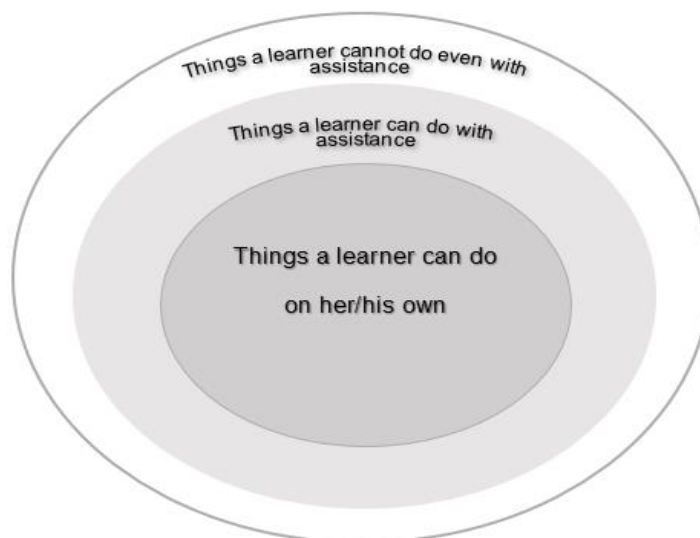 Things a learner cannot do even with
assistance
Things a learner can do with
assistance
Things a learner can do
on her/his own